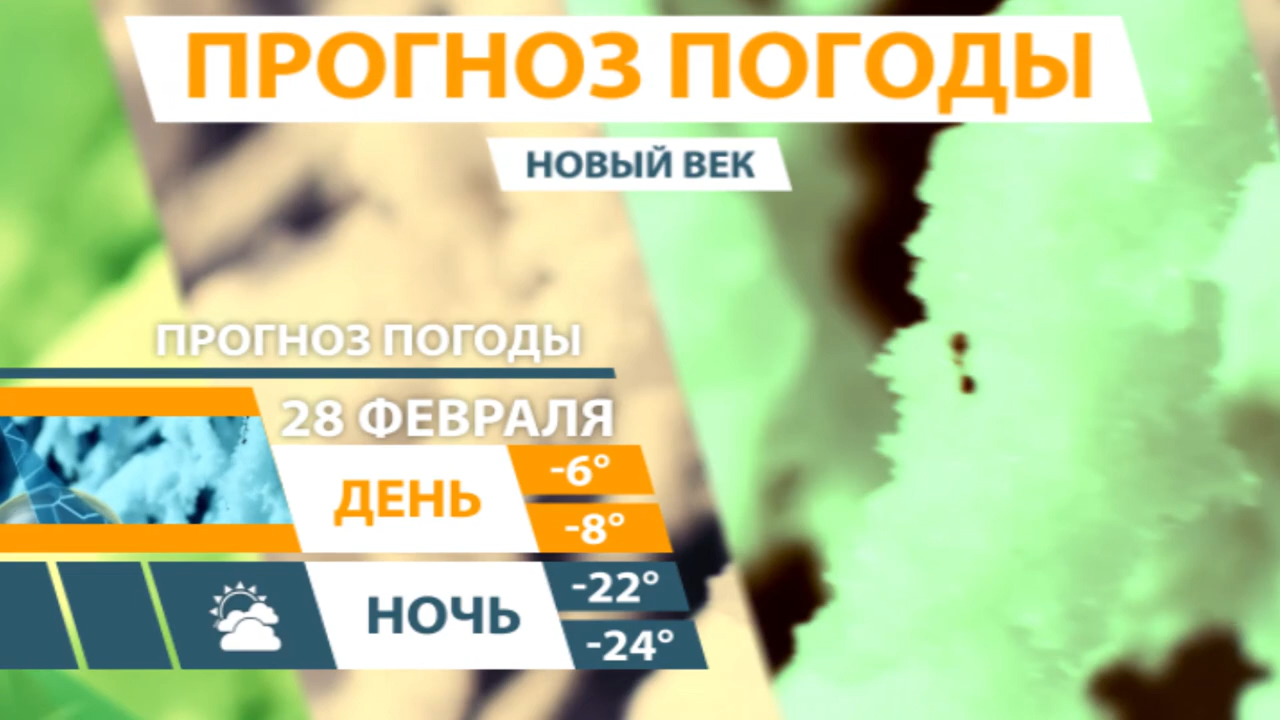 ПРОГНОЗ ПОГОДЫ
НОВЫЙ ВЕК
ПРОГНОЗ ПОГОДЫ
28 ФЕВРАЛЯ
ДЕНЬ
-6°
-8°
НОЧЬ
-22°
-24°